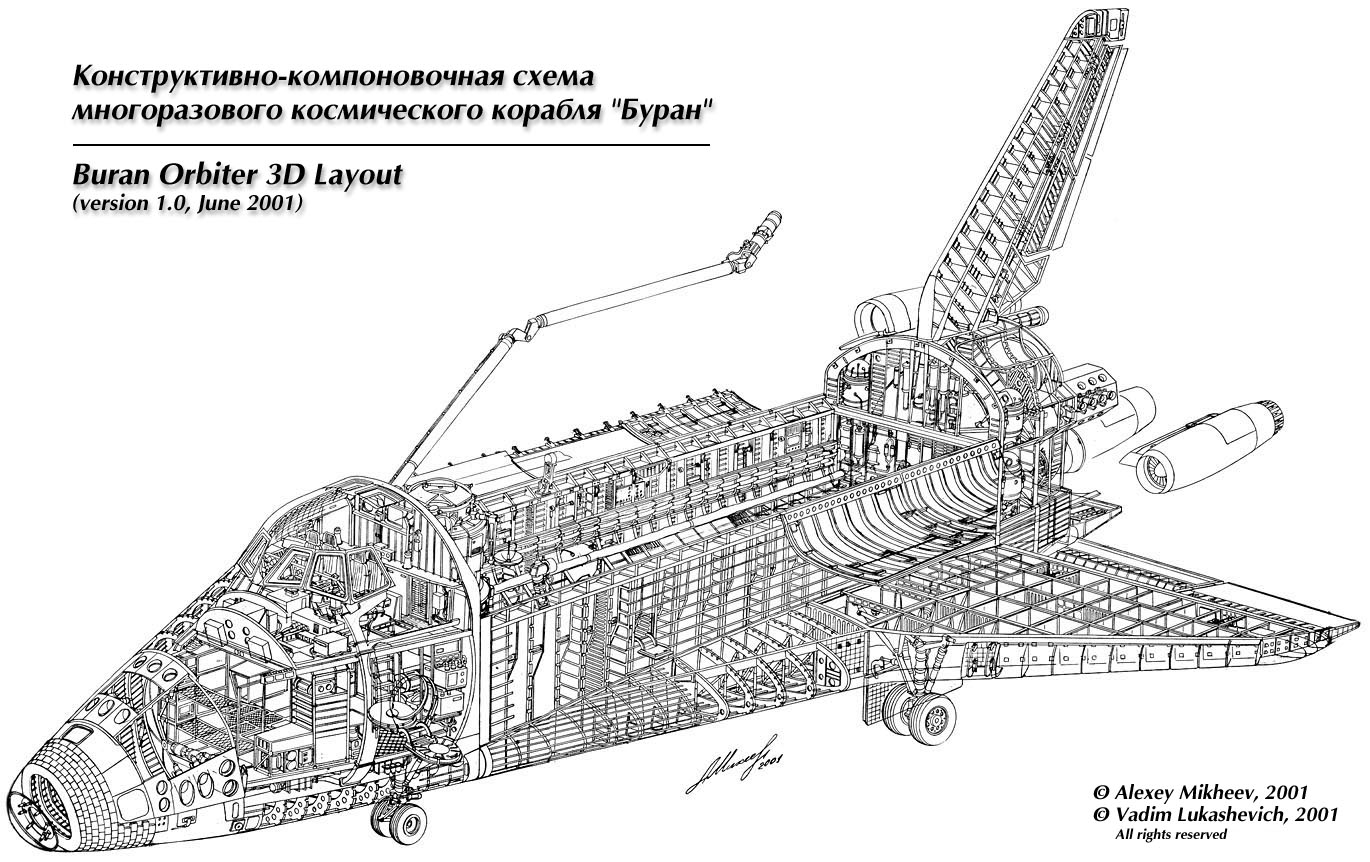 Конструктивно-компоновочная схема
многоразового космического корабля "Буран"
Buran Orbiter 3D Layout
(version 1.0, June 2001)
2001
© Alexey Mikheev, 2001
© Vadim Lukashevich, 2001
All rights reserved